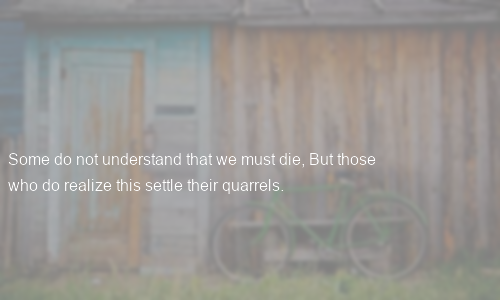 Some do not understand that we must die, But those
who do realize this settle their quarrels.